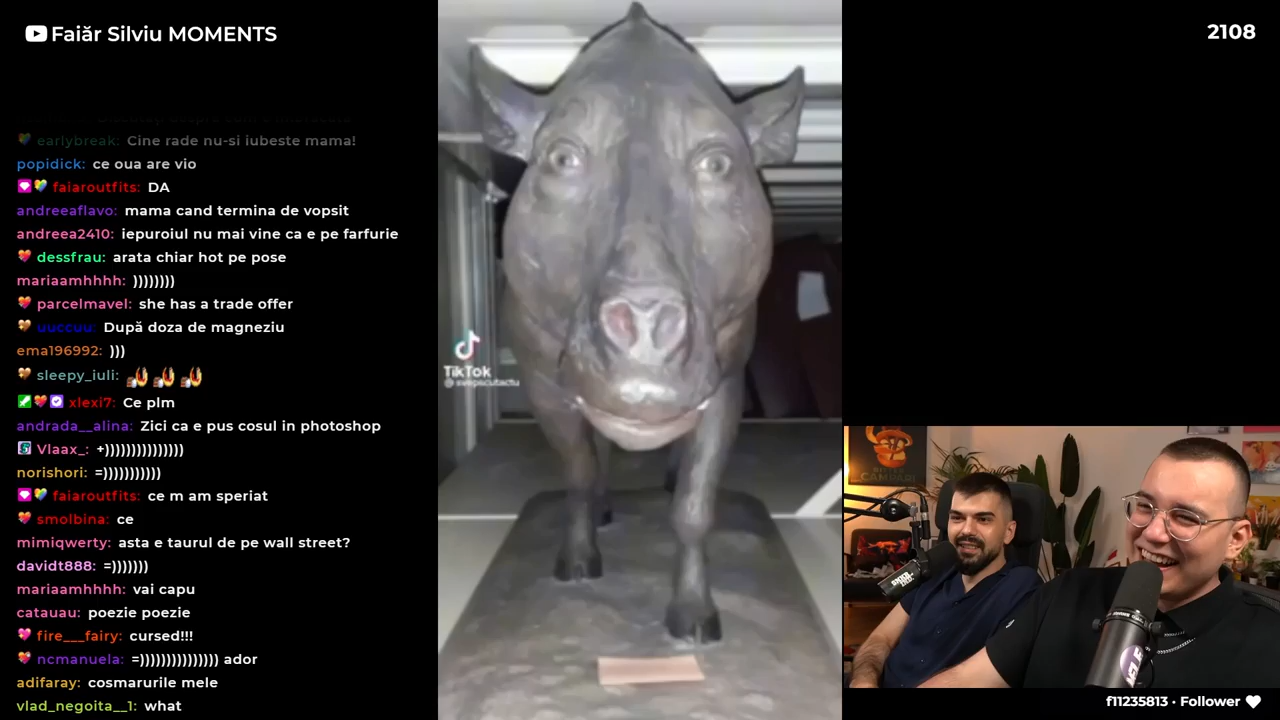 Faiăr Silviu MOMENTS
2108
earlybreak: Cine rade nu-si iubeste mama!
popidick: ce oua are vio
faiaroutfits: DA
andreeaflavo: mama cand termina de vopsit
andreea2410: iepuroiul nu mai vine ca e pe farfurie
dessfrau: arata chiar hot pe pose
mariaamhhhh: ))))))))
parcelmavel: she has a trade offer
uuccuu: După doza de magneziu
ema196992: )))
sleepy_iuli:
xlexi7: Ce plm
andrada__alina: Zici ca e pus cosul in photoshop
Vlaax_: +)))))))))))))))
norishori: =)))))))))))
faiaroutfits: ce m am speriat
smolbina: ce
mimiqwerty: asta e taurul de pe wall street?
davidt888: =)))))))
mariaamhhhh: vai capu
catauau: poezie poezie
fire___fairy: cursed!!!
ncmanuela: =))))))))))))))) ador
adifaray: cosmarurile mele
vlad_negoita__1: what
TikTok
CAMPARI
f11235813 · Follower